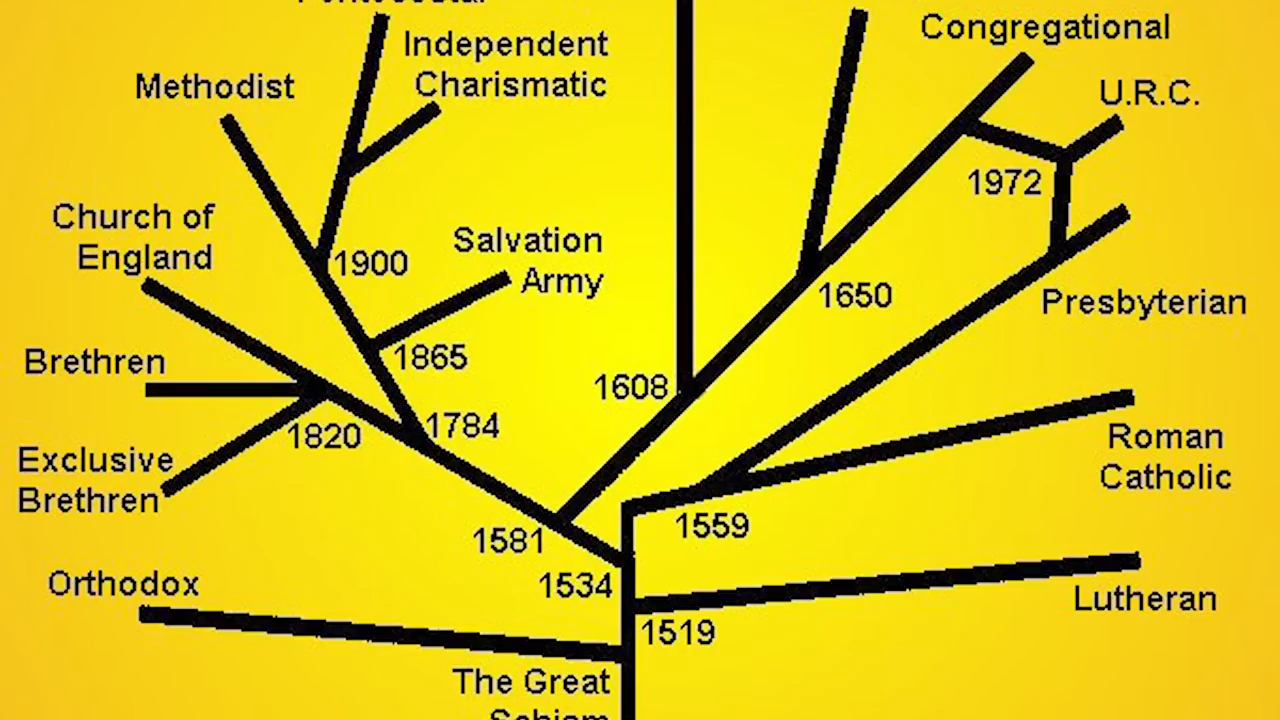 Congregational
Independent
Charismatic
Methodist
U.R.C.
1972
Church of
England
Salvation
Army
1900
1650
Presbyterian
Brethren
1865
1608
1784
1820
Roman
Catholic
Exclusive
Brethren
1559
1581
1534
Orthodox
Lutheran
1519
The Great